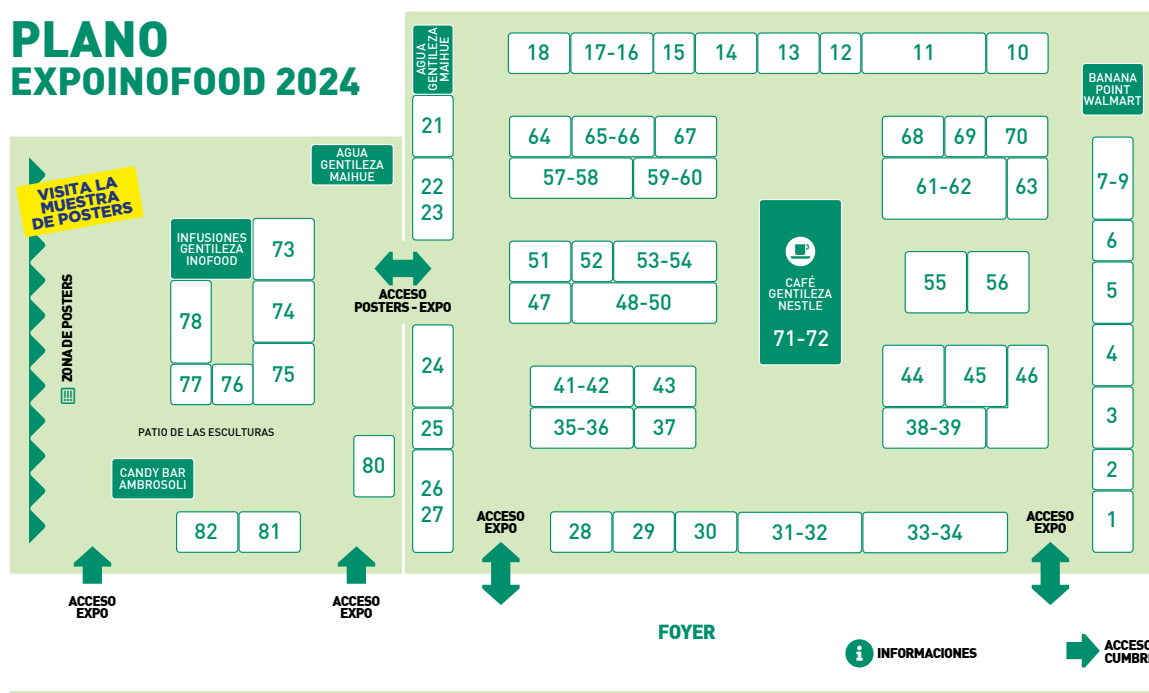 PLANO
EXPOINOFOOD 2024
AGUA
GENTILEZA
MAIHUE
18
17-16
15
14
13
12
11
10
BANANA
POINT
WALMART
21
22
23
64
65-66
67
57-58
59-60
68
69
70
61-62
63
7-9
6
5
4
3
2
1
AGUA
GENTILEZA
MAIHUE
VISITA LA
MUESTRA
DE POSTERS
INFUSIONES
GENTILEZA
INOFOOD
73
74
75
78
77
76
ZONA DE POSTERS
ACCESO
POSTERS - EXPO
51
52
53-54
47
48-50
CAFÉ
GENTILEZA
NESTLE
71-72
55
56
24
25
26
27
41-42
43
35-36
37
44
45
46
38-39
PATIO DE LAS ESCULTURAS
CANDY BAR
AMBROSOLI
80
82
81
ACCESO
EXPO
28
29
30
31-32
33-34
ACCESO
EXPO
ACCESO
EXPO
ACCESO
EXPO
FOYER
INFORMACIONES
ACCESO
CUMBR